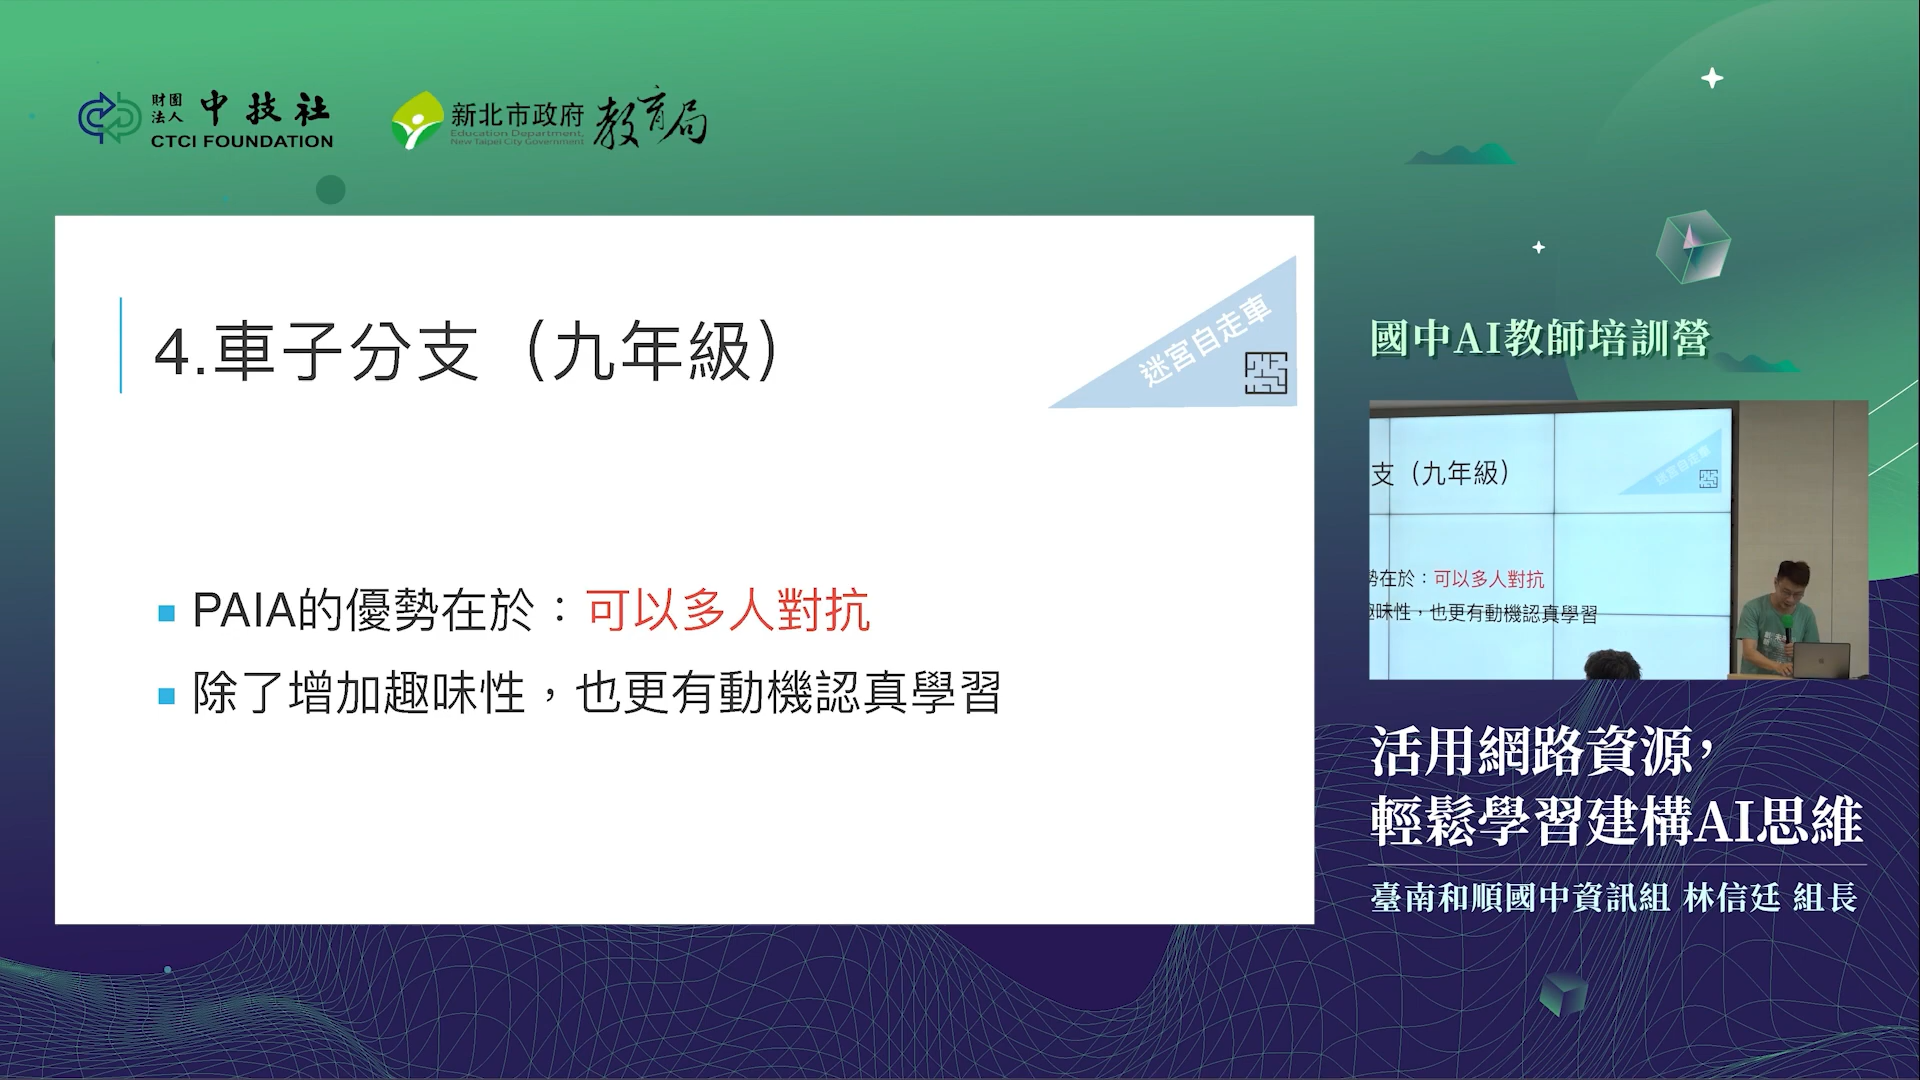 財團法人 中技社
CTCI FOUNDATION
新北市政府 教育局
Education Department,
New Taipei City Government
4.車子分支（九年級）
迷宮自走車
PAIA的優勢在於：可以多人對抗
除了增加趣味性，也更有動機認真學習
國中AI教師培訓營
支（九年級）
迷宮自走車
勢在於：可以多人對抗
趣味性，也更有動機認真學習
活用網路資源，
輕鬆學習建構AI思維
臺南和順國中資訊組 林信廷 組長